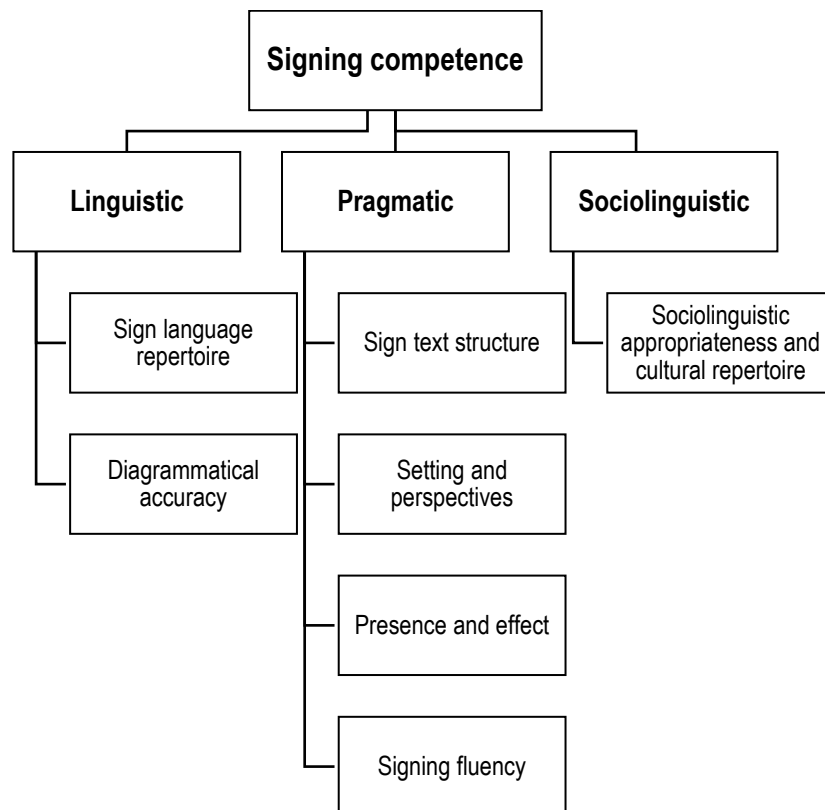 Signing competence
Linguistic
Pragmatic
Sociolinguistic
Sign language
repertoire
Sign text structure
Sociolinguistic
appropriateness and
cultural repertoire
Diagrammatical
accuracy
Setting and
perspectives
Presence and effect
Signing fluency